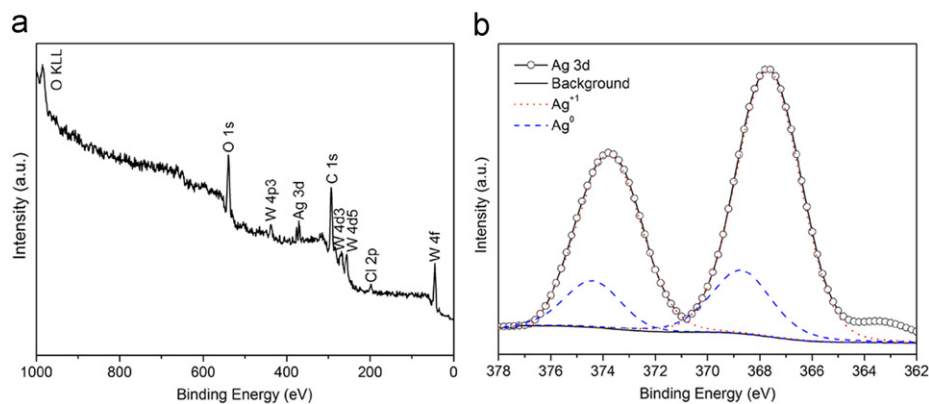 a
O KLL
O 1s
W 4p3
Ag 3d
C 1s
W 4d3
W 4d5
Cl 2p
W 4f
Intensity (a.u.)
1000 800 600 400 200 0
Binding Energy (eV)
b
Ag 3d
Background
Ag+1
Ag0
Intensity (a.u.)
378 376 374 372 370 368 366 364 362
Binding Energy (eV)